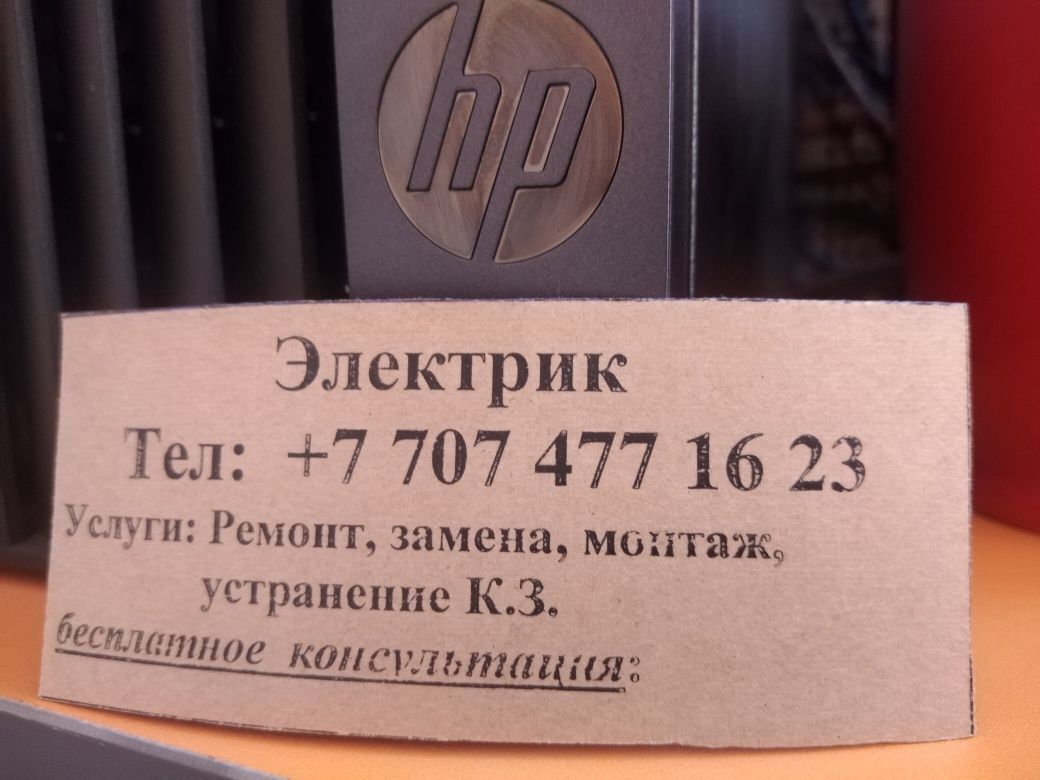 hp
Электрик
Тел: +7 707 477 16 23
Услуги: Ремонт, замена, монтаж,
устранение К.З.
бесплатное консультация: